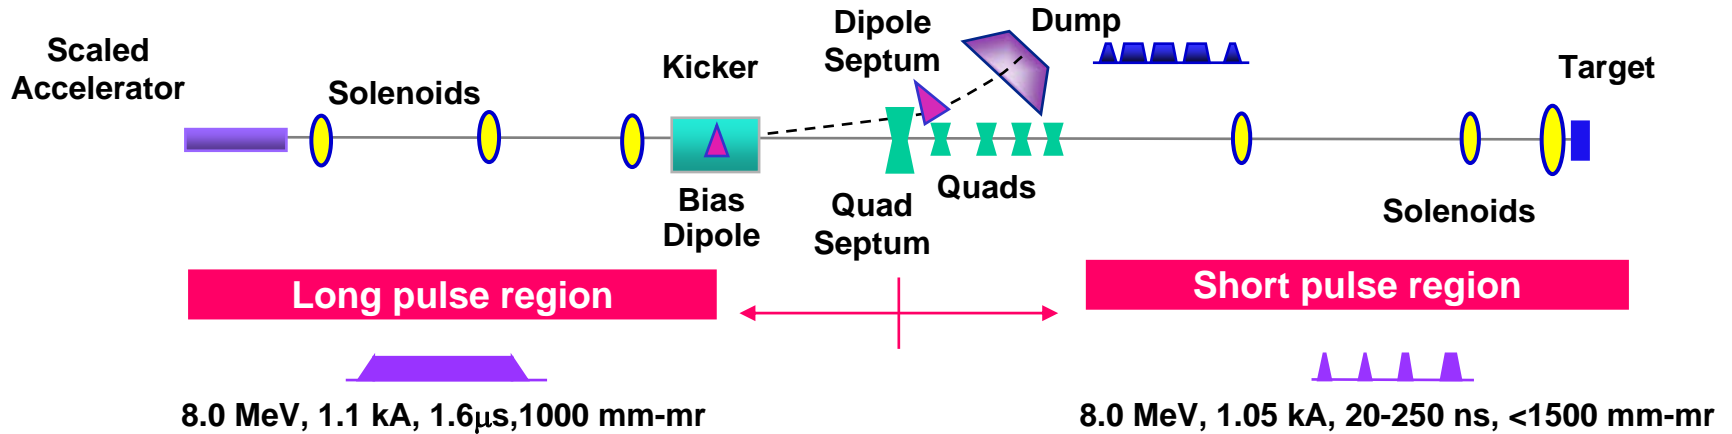 Scaled
Accelerator
Solenoids
Kicker
Bias
Dipole
Dipole
Septum
Dump
Quad
Septum
Quads
Target
Solenoids
Long pulse region
Short pulse region
8.0 MeV, 1.1 kA, 1.6μs,1000 mm-mr
8.0 MeV, 1.05 kA, 20-250 ns, <1500 mm-mr